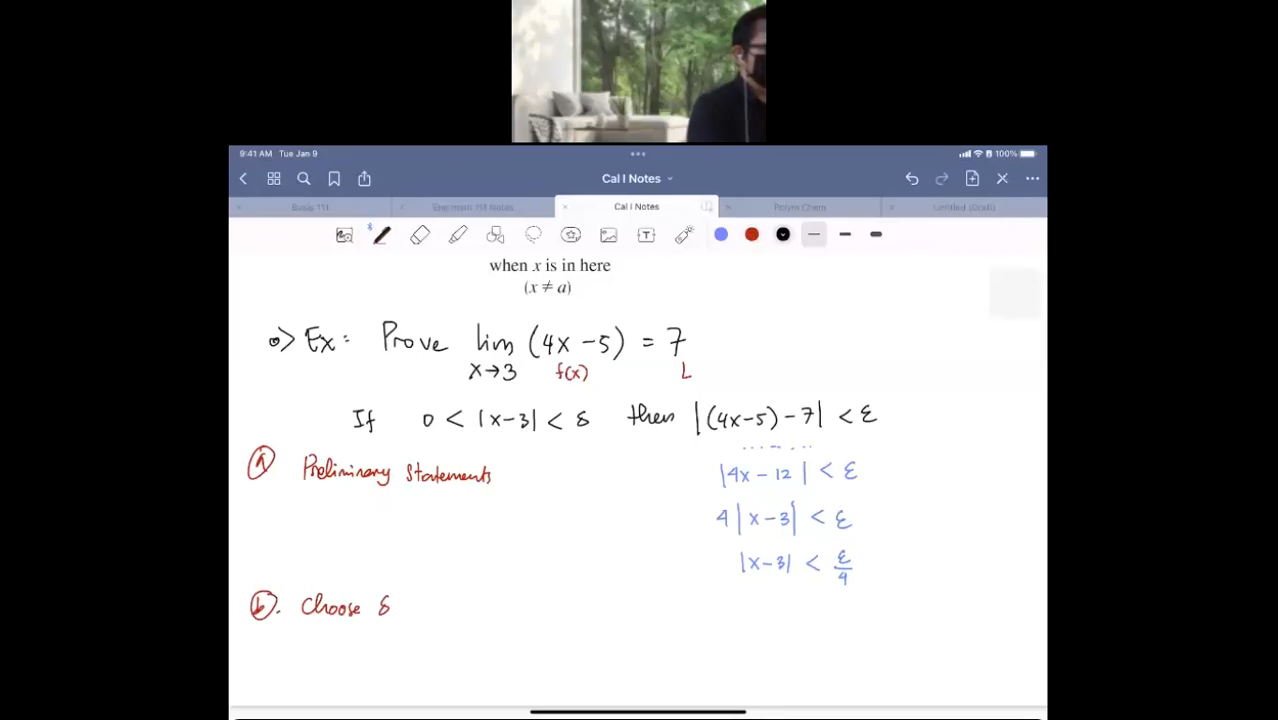 9:41 AM Tue Jan 9
100%
Cal I Notes
Cal I Notes
when x is in here
(x ≠ a)
Ex: Prove lim (4x - 5) = 7
x→3 f(x) L
If 0 < |x-3| < δ then |(4x-5) - 7| < ε
ⓐ Preliminary Statements
|4x - 12| < ε
4 |x - 3| < ε
|x-3| < ε/4
ⓑ. Choose δ